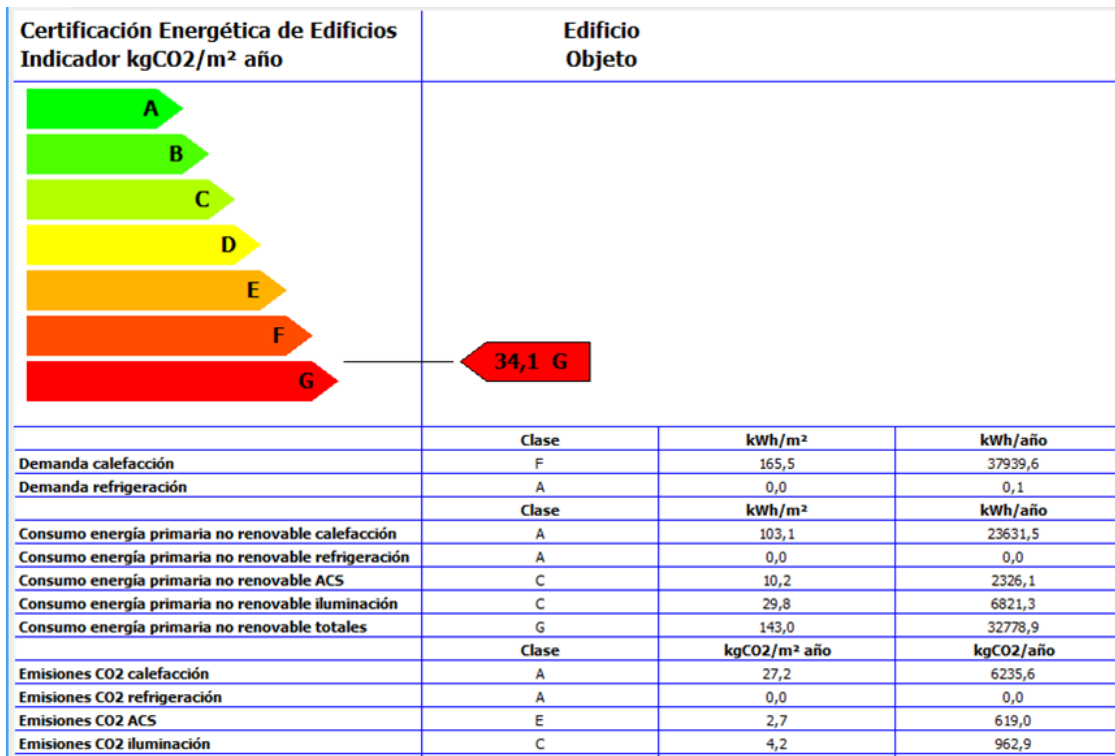 Certificación Energética de Edificios
Indicador kgCO2/m² año
Edificio
Objeto
A
B
C
D
E
F
G
34,1 G
Clase kWh/m² kWh/año
Demanda calefacción F 165,5 37939,6
Demanda refrigeración A 0,0 0,1
Clase kWh/m² kWh/año
Consumo energía primaria no renovable calefacción A 103,1 23631,5
Consumo energía primaria no renovable refrigeración A 0,0 0,0
Consumo energía primaria no renovable ACS C 10,2 2326,1
Consumo energía primaria no renovable iluminación C 29,8 6821,3
Consumo energía primaria no renovable totales G 143,0 32778,9
Clase kgCO2/m² año kgCO2/año
Emisiones CO2 calefacción A 27,2 6235,6
Emisiones CO2 refrigeración A 0,0 0,0
Emisiones CO2 ACS E 2,7 619,0
Emisiones CO2 iluminación C 4,2 962,9